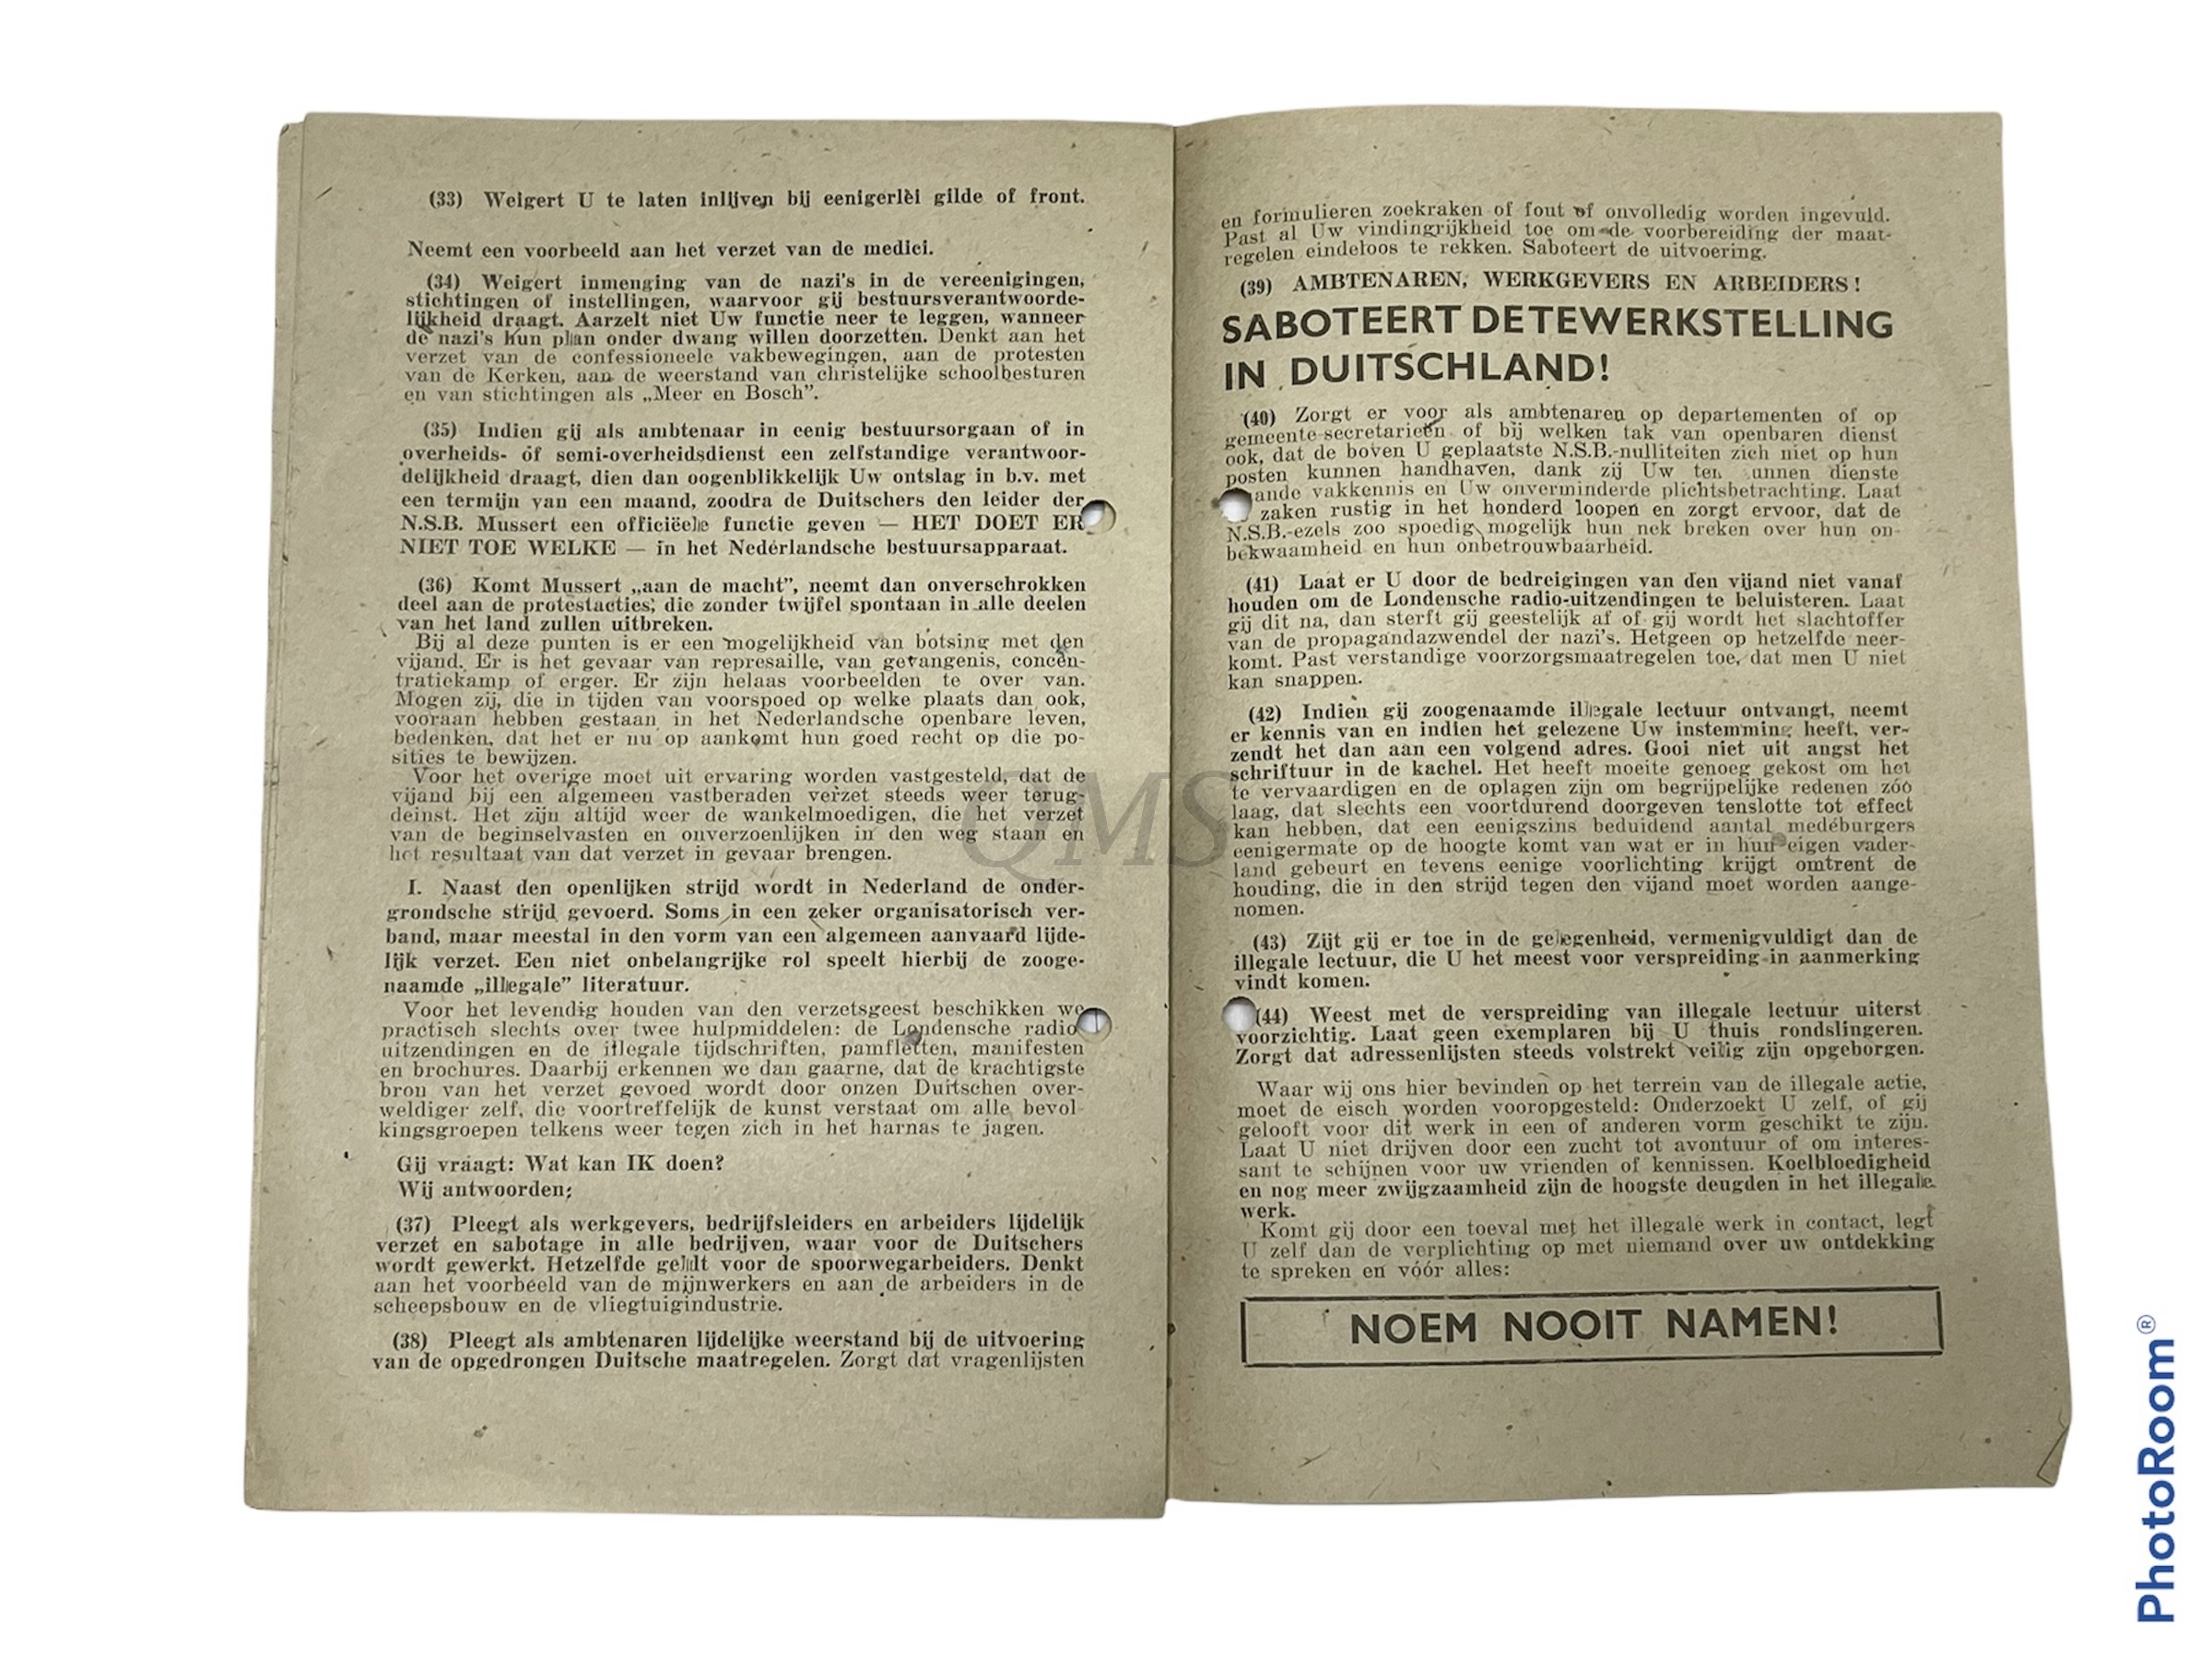 (33) Weigert U te laten inlijven bij eenigerlei gilde of front.
Neemt een voorbeeld aan het verzet van de medici.
(34) Weigert inmenging van de nazi's in de vereenigingen,
stichtingen of instellingen, waarvoor gij bestuursverantwoorde-
lijkheid draagt. Aarzelt niet Uw functie neer te leggen, wanneer
de nazi's hun plan onder dwang willen doorzetten. Denkt aan het
verzet van de confessioneele vakbewegingen, aan de protesten
van de Kerken, aan de weerstand van christelijke schoolbesturen
en van stichtingen als „Meer en Bosch”.
(35) Indien gij als ambtenaar in eenig bestuursorgaan of in
overheids- of semi-overheidsdienst een zelfstandige verantwoor-
delijkheid draagt, dien dan oogenblikkelijk Uw ontslag in b.v. met
een termijn van een maand, zoodra de Duitschers den leider der
N.S.B. Mussert een officiëele functie geven — HET DOET ER
NIET TOE WELKE — in het Nederlandsche bestuursapparaat.
(36) Komt Mussert „aan de macht”, neemt dan onverschrokken
deel aan de protestacties, die zonder twijfel spontaan in alle deelen
van het land zullen uitbreken.
Bij al deze punten is er een mogelijkheid van botsing met den
vijand. Er is het gevaar van represaille, van gevangenis, concen-
tratiekamp of erger. Er zijn helaas voorbeelden te over van.
Mogen zij, die in tijden van voorspoed op welke plaats dan ook,
vooraan hebben gestaan in het Nederlandsche openbare leven,
bedenken, dat het er nu op aankomt hun goed recht op die po-
sities te bewijzen.
Voor het overige moet uit ervaring worden vastgesteld, dat de
vijand bij een algemeen vastberaden verzet steeds weer terug-
deinst. Het zijn altijd weer de wankelmoedigen, die het verzet
van de beginselvasten en onverzoenlijken in den weg staan en
het resultaat van dat verzet in gevaar brengen.
I. Naast den openlijken strijd wordt in Nederland de onder-
grondsche strijd gevoerd. Soms in een zeker organisatorisch ver-
band, maar meestal in den vorm van een algemeen aanvaard lijde-
lijk verzet. Een niet onbelangrijke rol speelt hierbij de zooge-
naamde „illegale” literatuur.
Voor het levendig houden van den verzetsgeest beschikken we
practisch slechts over twee hulpmiddelen: de Londensche radio
uitzendingen en de illegale tijdschriften, pamfletten, manifesten
en brochures. Daarbij erkennen we dan gaarne, dat de krachtigste
bron van het verzet gevoed wordt door onzen Duitschen over-
weldiger zelf, die voortreffelijk de kunst verstaat om alle bevol
kingsgroepen telkens weer tegen zich in het harnas te jagen.
Gij vraagt: Wat kan IK doen?
Wij antwoorden:
(37) Pleegt als werkgevers, bedrijfsleiders en arbeiders lijdelijk
verzet en sabotage in alle bedrijven, waar voor de Duitschers
wordt gewerkt. Hetzelfde geldt voor de spoorwegarbeiders. Denkt
aan het voorbeeld van de mijnwerkers en aan de arbeiders in de
scheepsbouw en de vliegtuigindustrie.
(38) Pleegt als ambtenaren lijdelijke weerstand bij de uitvoering
van de opgedrongen Duitsche maatregelen. Zorgt dat vragenlijsten
en formulieren zoekraken of fout of onvolledig worden ingevuld.
Past al Uw vindingrijkheid toe om de voorbereiding der maat-
regelen eindeloos te rekken. Saboteert de uitvoering.
(39) AMBTENAREN, WERKGEVERS EN ARBEIDERS!
SABOTEERT DE TEWERKSTELLING
IN DUITSCHLAND!
(40) Zorgt er voor als ambtenaren op departementen of op
gemeente-secretarieën of bij welken tak van openbaren dienst
ook, dat de boven U geplaatste N.S.B.-nulliteiten zich niet op hun
posten kunnen handhaven, dank zij Uw ten unnen dienste
ande vakkennis en Uw onverminderde plichtsbetrachting. Laat
zaken rustig in het honderd loopen en zorgt ervoor, dat de
N.S.B.-ezels zoo spoedig mogelijk hun nek breken over hun on-
bekwaamheid en hun onbetrouwbaarheid.
(41) Laat er U door de bedreigingen van den vijand niet vanaf
houden om de Londensche radio-uitzendingen te beluisteren. Laat
gij dit na, dan sterft gij geestelijk af of gij wordt het slachtoffer
van de propagandazwendel der nazi's. Hetgeen op hetzelfde neer-
komt. Past verstandige voorzorgsmaatregelen toe, dat men U niet
kan snappen.
(42) Indien gij zoogenaamde illegale lectuur ontvangt, neemt
er kennis van en indien het gelezene Uw instemming heeft, ver-
zendt het dan aan een volgend adres. Gooi niet uit angst het
schriftuur in de kachel. Het heeft moeite genoeg gekost om het
te vervaardigen en de oplagen zijn om begrijpelijke redenen zóó
laag, dat slechts een voortdurend doorgeven tenslotte tot effect
kan hebben, dat een eenigszins beduidend aantal medeburgers
eenigermate op de hoogte komt van wat er in hun eigen vader-
land gebeurt en tevens eenige voorlichting krijgt omtrent de
houding, die in den strijd tegen den vijand moet worden aange-
nomen.
(43) Zijt gij er toe in de gelegenheid, vermenigvuldigt dan de
illegale lectuur, die U het meest voor verspreiding in aanmerking
vindt komen.
(44) Weest met de verspreiding van illegale lectuur uiterst
voorzichtig. Laat geen exemplaren bij U thuis rondslingeren.
Zorgt dat adressenlijsten steeds volstrekt veilig zijn opgeborgen.
Waar wij ons hier bevinden op het terrein van de illegale actie,
moet de eisch worden vooropgesteld: Onderzoekt U zelf, of gij
gelooft voor dit werk in een of anderen vorm geschikt te zijn.
Laat U niet drijven door een zucht tot avontuur of om interes-
sant te schijnen voor uw vrienden of kennissen. Koelbloedigheid
en nog meer zwijgzaamheid zijn de hoogste deugden in het illegale
werk.
Komt gij door een toeval met het illegale werk in contact, legt
U zelf dan de verplichting op met niemand over uw ontdekking
te spreken en vóór alles:
NOEM NOOIT NAMEN!
QMS
PhotoRoom®